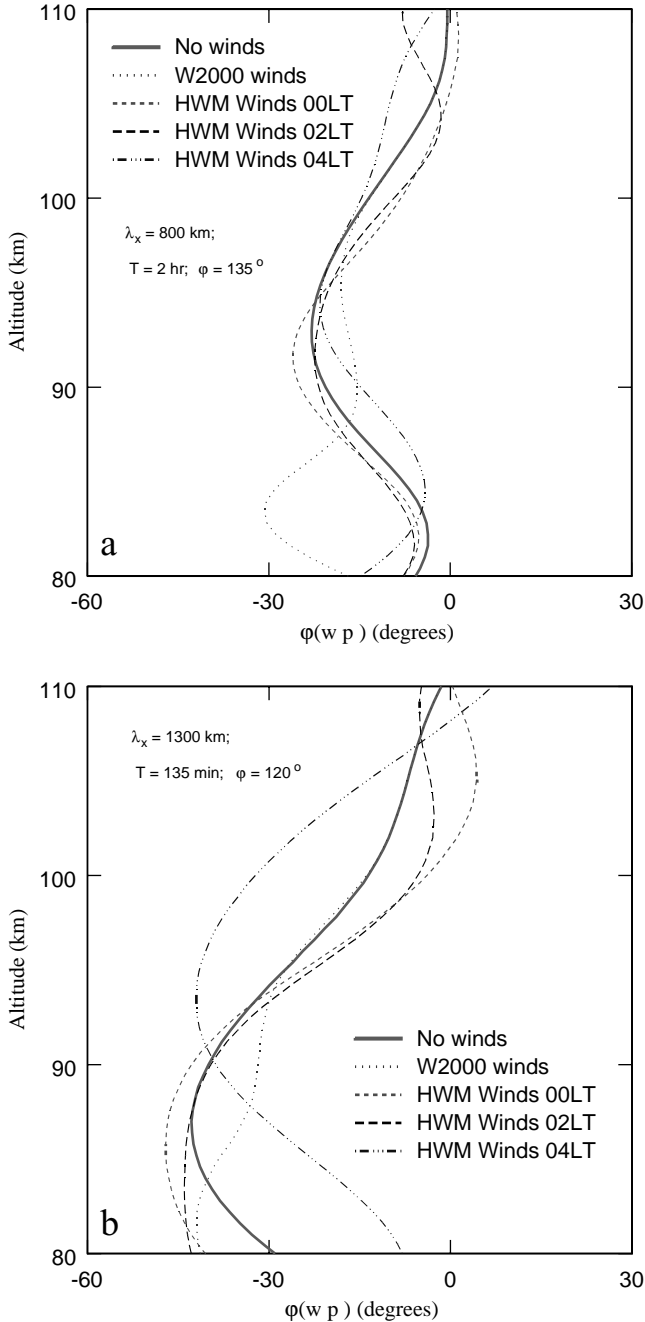 110
No winds
W2000 winds
HWM Winds 00LT
HWM Winds 02LT
HWM Winds 04LT
100
λx = 800 km;
T = 2 hr; φ = 135 o
Altitude (km)
90
a
80
-60 -30 0 30
φ(w p ) (degrees)
110
λx = 1300 km;
T = 135 min; φ = 120 o
100
Altitude (km)
90
No winds
W2000 winds
HWM Winds 00LT
HWM Winds 02LT
HWM Winds 04LT
b
80
-60 -30 0 30
φ(w p ) (degrees)